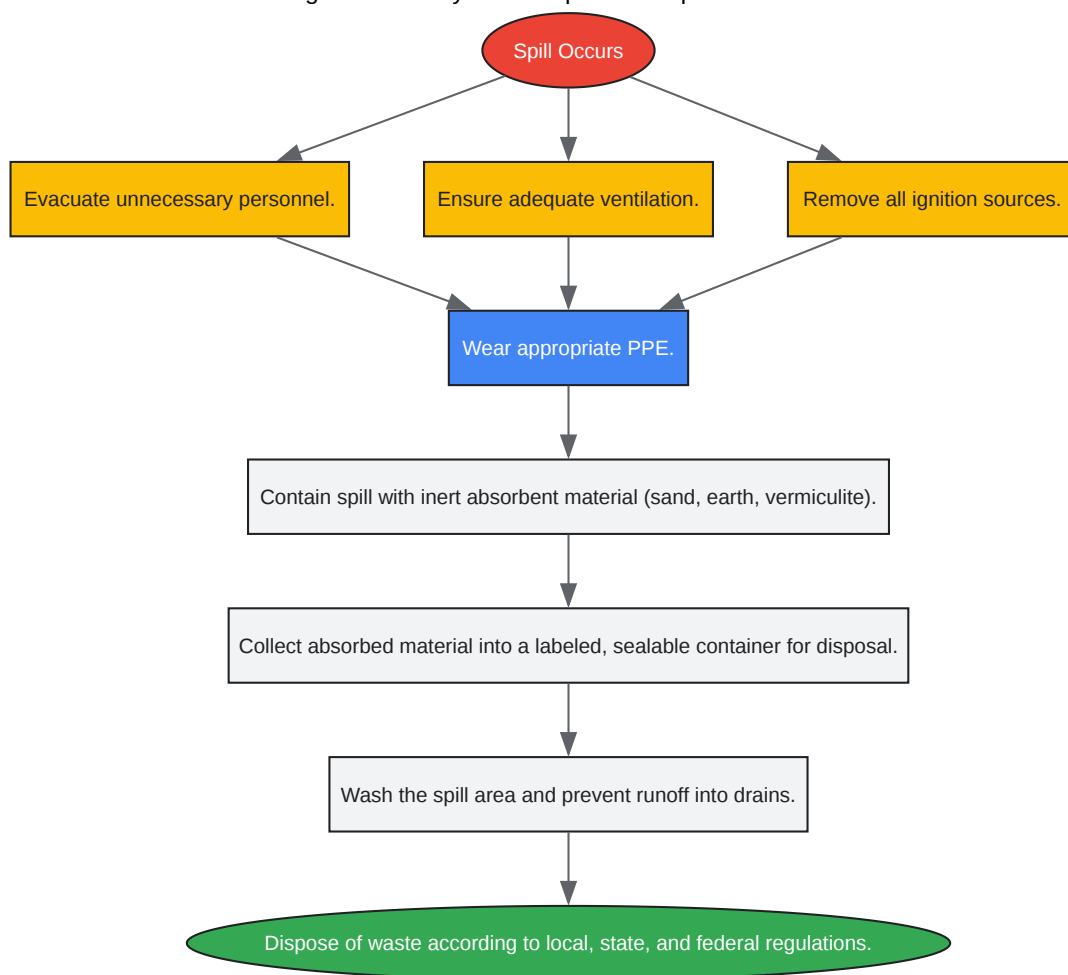 Spill Occurs
Evacuate unnecessary personnel.
Ensure adequate ventilation.
Remove all ignition sources.
Wear appropriate PPE.
Contain spill with inert absorbent material (sand, earth, vermiculite).
Collect absorbed material into a labeled, sealable container for disposal.
Wash the spill area and prevent runoff into drains.
Dispose of waste according to local, state, and federal regulations.